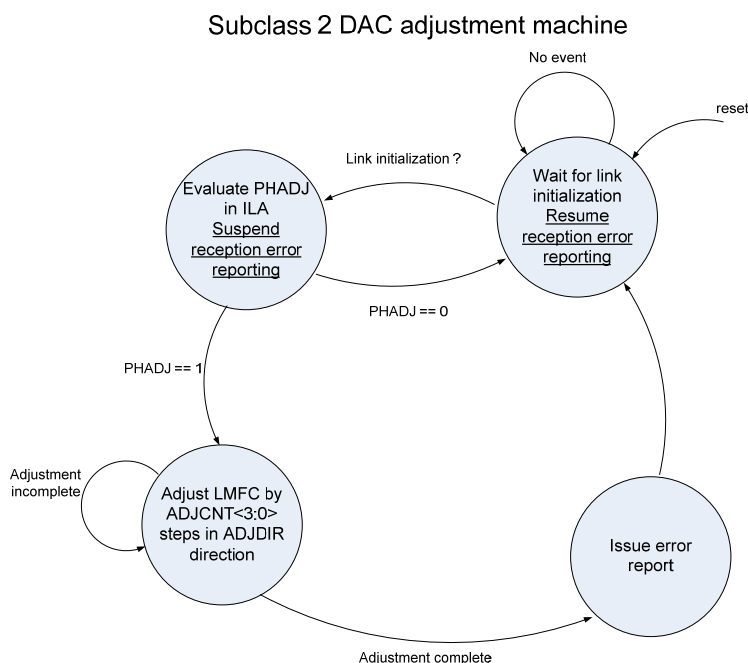 Subclass 2 DAC adjustment machine
No event
reset
Link initialization ?
Wait for link
initialization
Resume
reception error
reporting
Evaluate PHADJ
in ILA
Suspend
reception error
reporting
PHADJ == 0
PHADJ == 1
Adjustment
incomplete
Adjust LMFC by
ADJCNT<3;0>
steps in ADJDIR
direction
Issue error
report
Adjustment complete